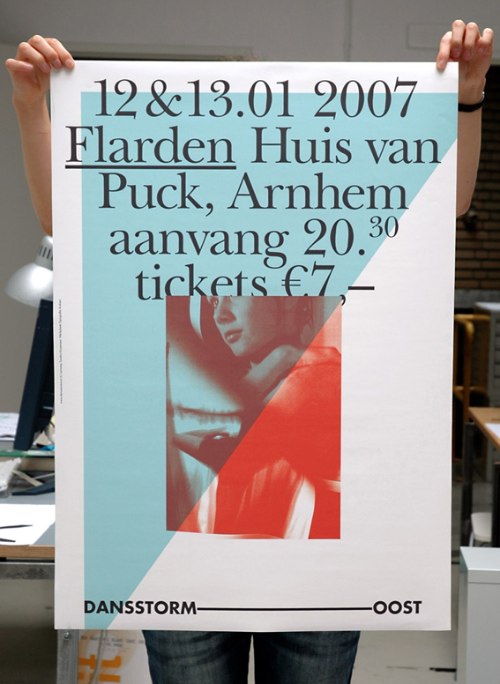 12 & 13.01 2007
Flarden Huis van
Puck, Arnhem
aanvang 20.30
tickets €7,–
DANSSTORM OOST